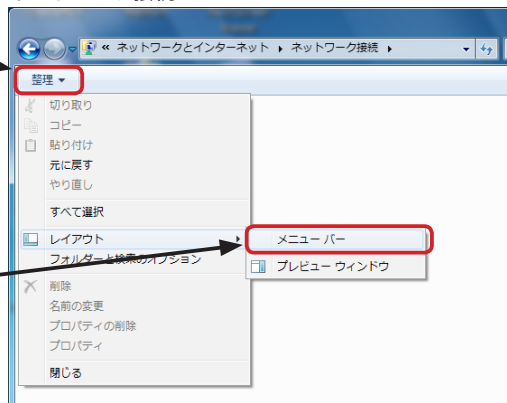 « ネットワークとインターネット ▸ ネットワーク接続 ▸
整理 ▼
切り取り
コピー
貼り付け
元に戻す
やり直し
すべて選択
レイアウト
メニュー バー
フォルダーと検索のオプション
プレビュー ウィンドウ
削除
名前の変更
プロパティの削除
プロパティ
閉じる